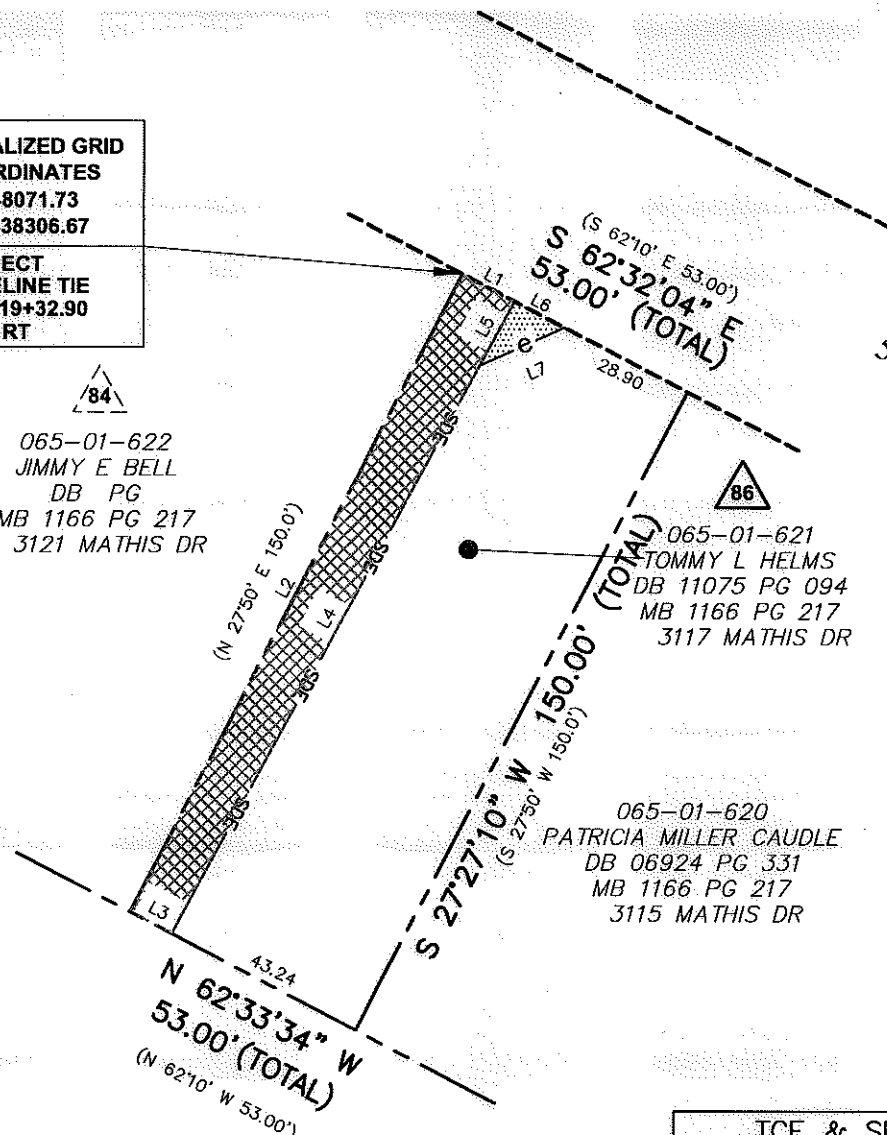 ALIZED GRID
RDINATES
8071.73
38306.67
ECT
ELINE TIE
19+32.90
RT
(S 62°10' E 53.00')
S 62°32'04" E
53.00' (TOTAL)
L1
L6
L5
e
L7
28.90
84
065-01-622
JIMMY E BELL
DB PG
MB 1166 PG 217
3121 MATHIS DR
SDE
86
065-01-621
TOMMY L HELMS
DB 11075 PG 094
MB 1166 PG 217
3117 MATHIS DR
(N 27°50' E 150.0')
L2
L4
SDE
SDE
SDE
S 27°27'10" W 150.00' (TOTAL)
(S 27°50' W 150.0')
065-01-620
PATRICIA MILLER CAUDLE
DB 06924 PG 331
MB 1166 PG 217
3115 MATHIS DR
L3
43.24
N 62°33'34" W
53.00' (TOTAL)
(N 62°10' W 53.00')